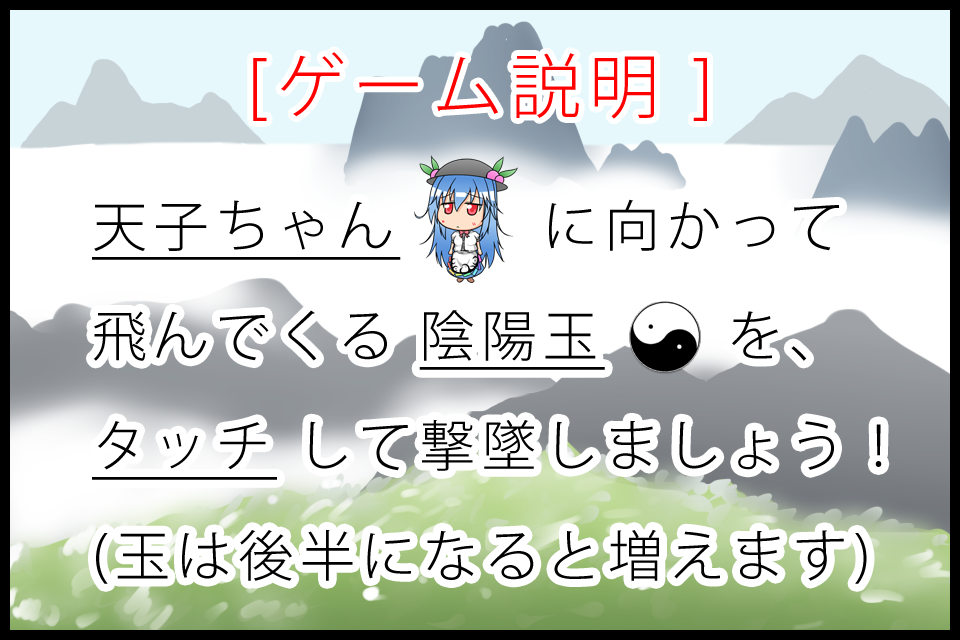 [ゲーム説明]
天子ちゃん に向かって
飛んでくる 陰陽玉 を、
タッチ して撃墜しましょう！
(玉は後半になると増えます)